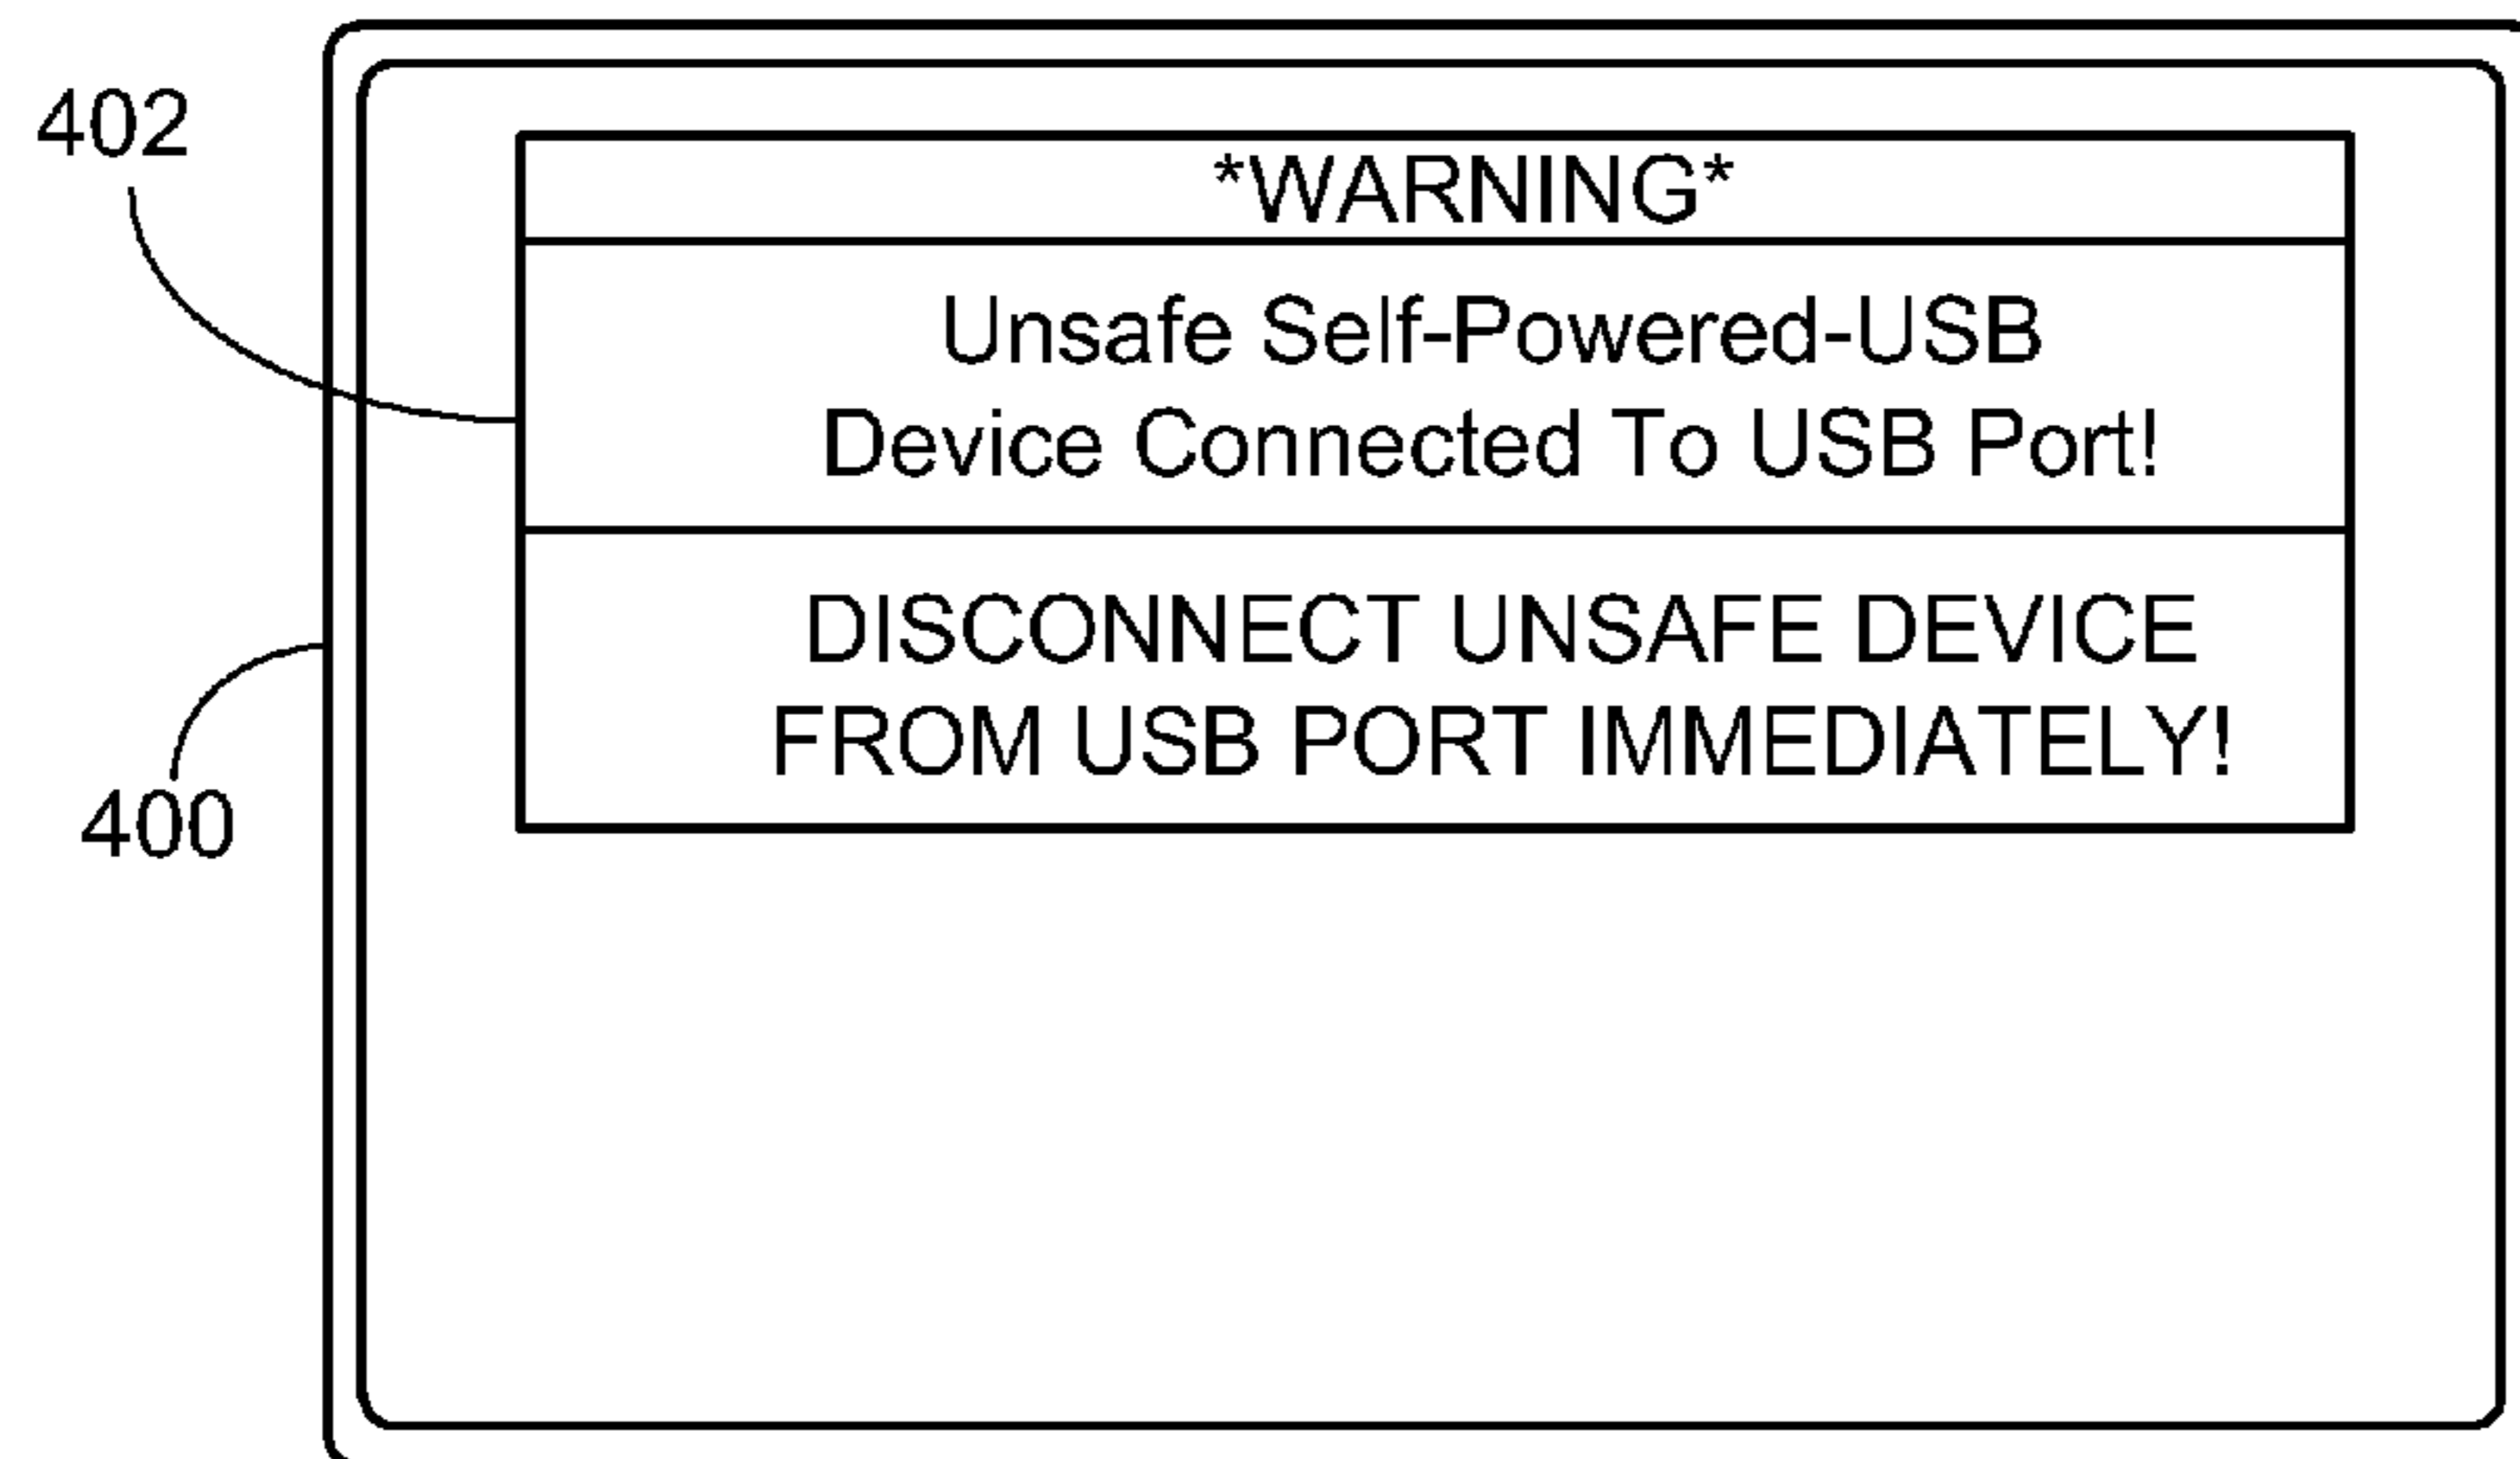 402
*WARNING*
Unsafe Self-Powered-USB
Device Connected To USB Port!
DISCONNECT UNSAFE DEVICE
FROM USB PORT IMMEDIATELY!
400